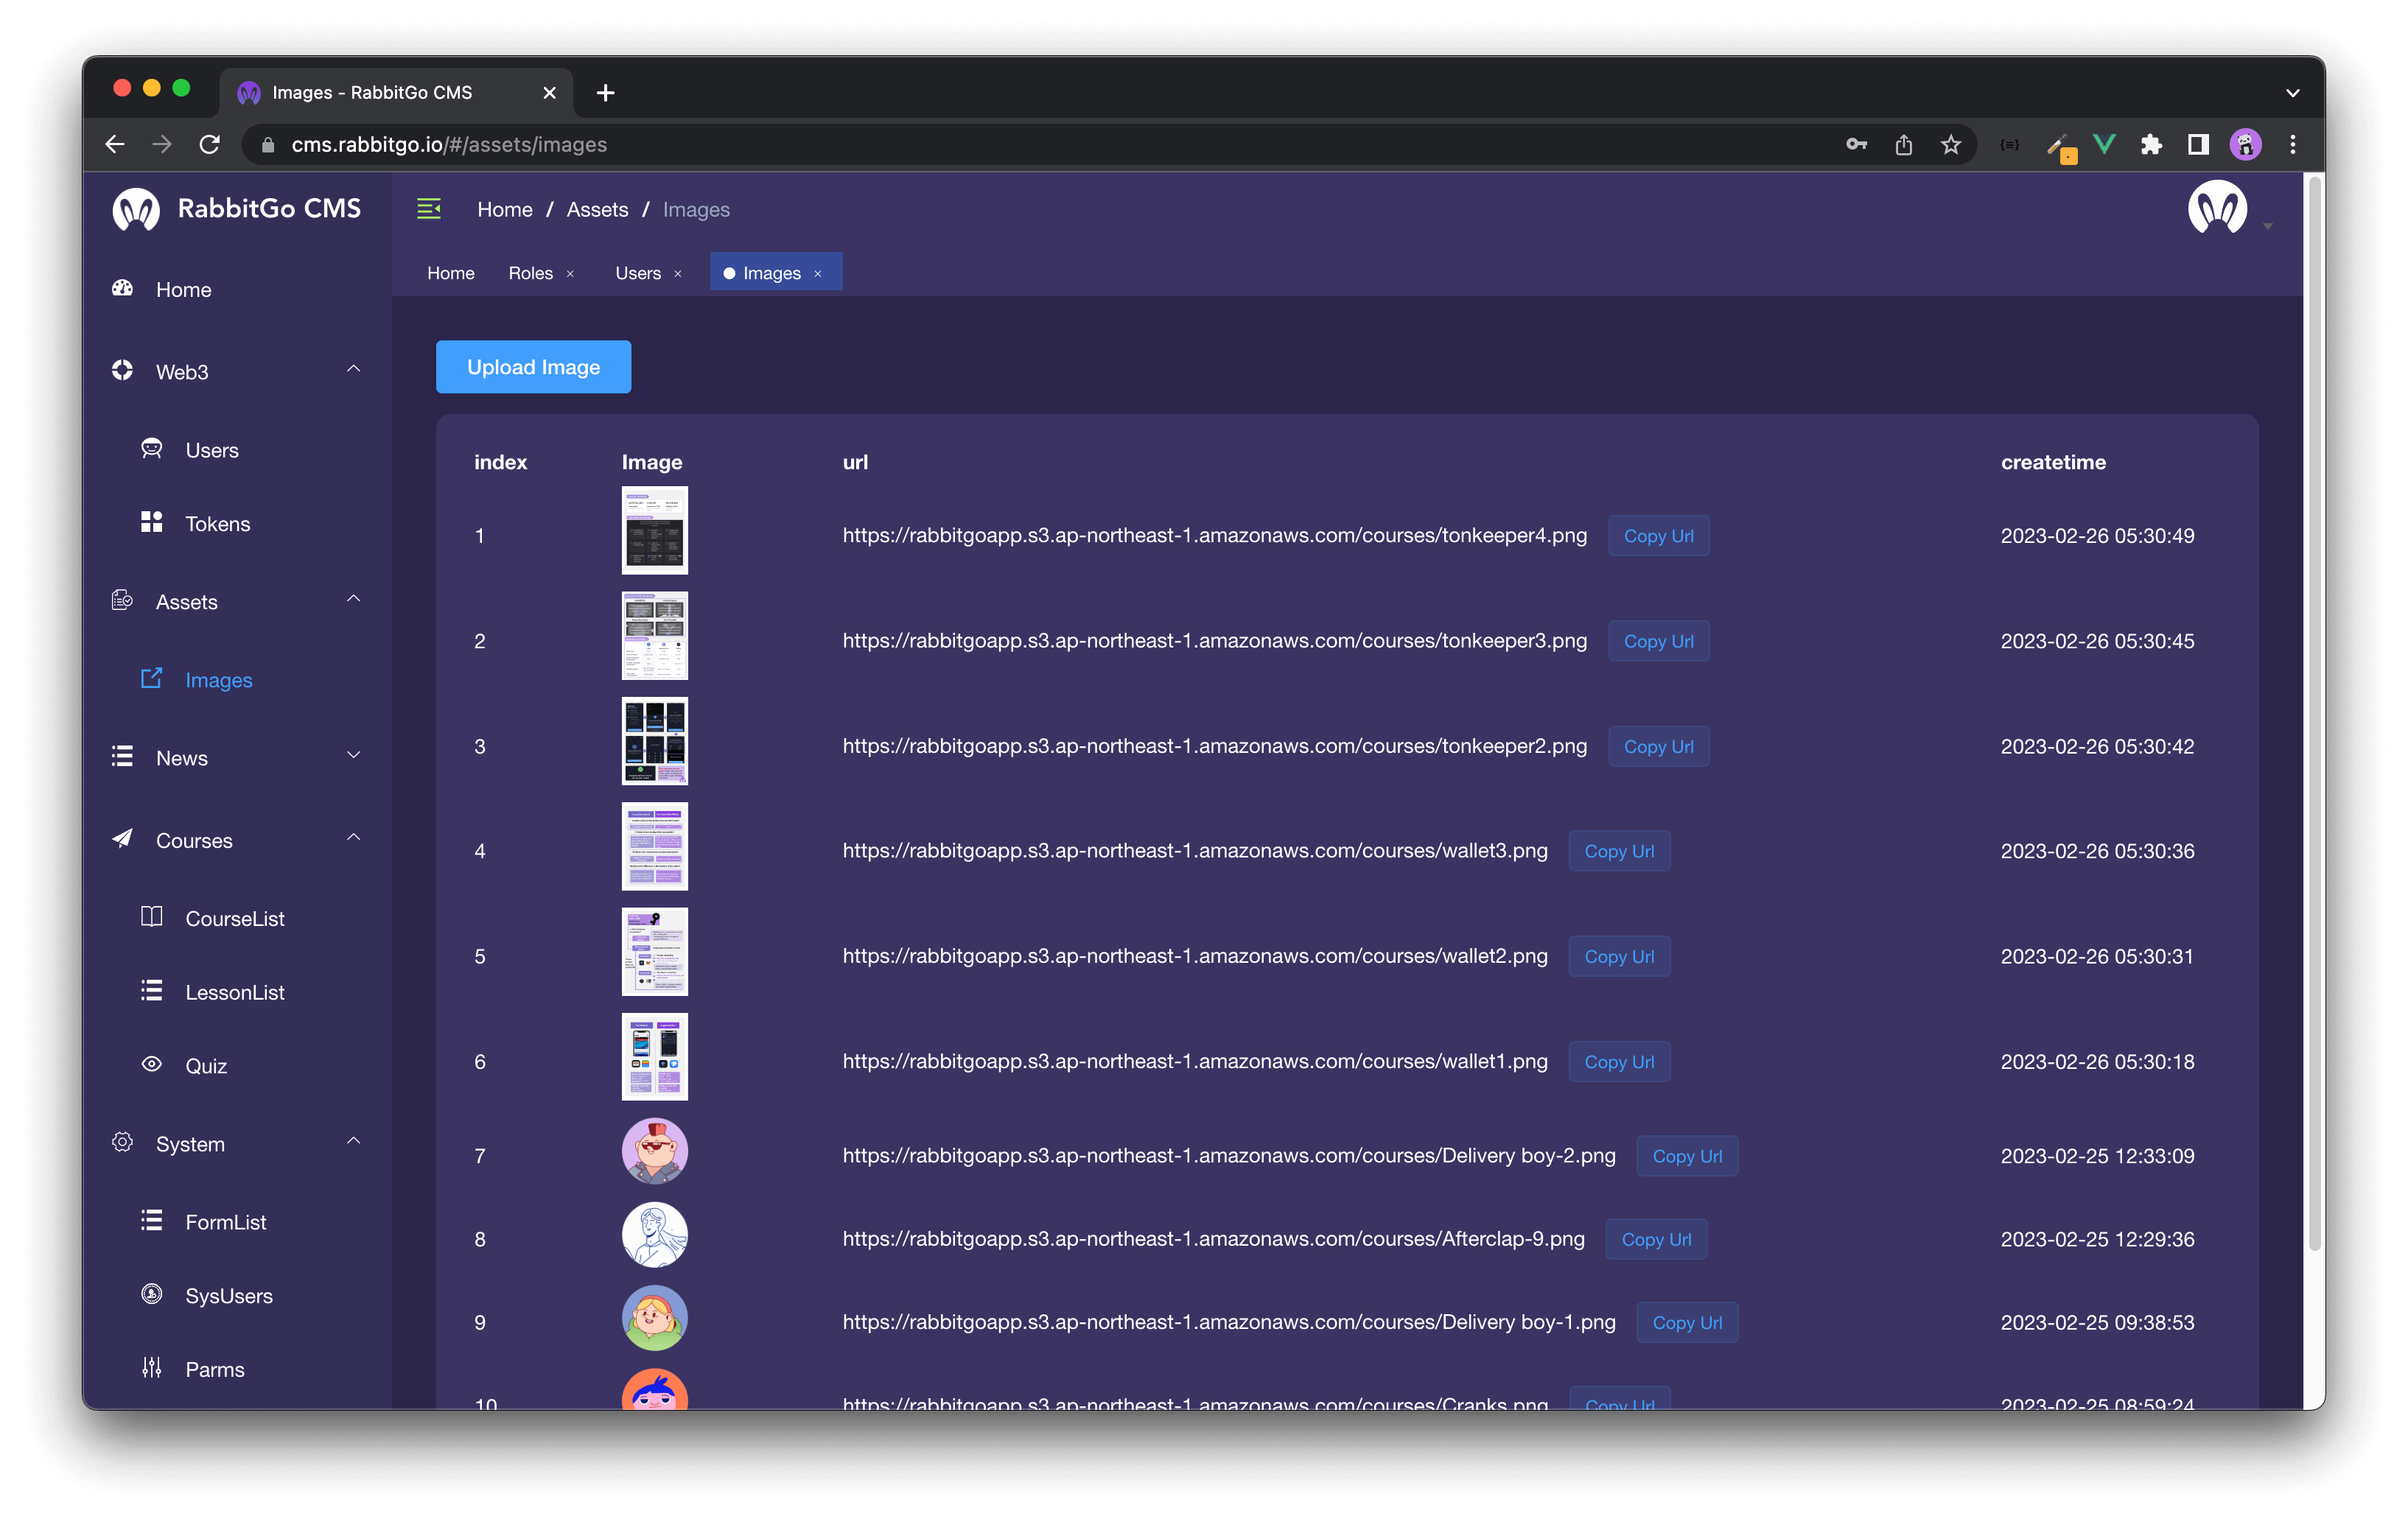 Images - RabbitGo CMS
cms.rabbitgo.io/#/assets/images
RabbitGo CMS
Home / Assets / Images
Home Roles × Users × Images ×
Home
Web3
Users
Tokens
Assets
Images
News
Courses
CourseList
LessonList
Quiz
System
FormList
SysUsers
Parms
Upload Image
index Image url createtime
1 https://rabbitgoapp.s3.ap-northeast-1.amazonaws.com/courses/tonkeeper4.png Copy Url 2023-02-26 05:30:49
2 https://rabbitgoapp.s3.ap-northeast-1.amazonaws.com/courses/tonkeeper3.png Copy Url 2023-02-26 05:30:45
3 https://rabbitgoapp.s3.ap-northeast-1.amazonaws.com/courses/tonkeeper2.png Copy Url 2023-02-26 05:30:42
4 https://rabbitgoapp.s3.ap-northeast-1.amazonaws.com/courses/wallet3.png Copy Url 2023-02-26 05:30:36
5 https://rabbitgoapp.s3.ap-northeast-1.amazonaws.com/courses/wallet2.png Copy Url 2023-02-26 05:30:31
6 https://rabbitgoapp.s3.ap-northeast-1.amazonaws.com/courses/wallet1.png Copy Url 2023-02-26 05:30:18
7 https://rabbitgoapp.s3.ap-northeast-1.amazonaws.com/courses/Delivery boy-2.png Copy Url 2023-02-25 12:33:09
8 https://rabbitgoapp.s3.ap-northeast-1.amazonaws.com/courses/Afterclap-9.png Copy Url 2023-02-25 12:29:36
9 https://rabbitgoapp.s3.ap-northeast-1.amazonaws.com/courses/Delivery boy-1.png Copy Url 2023-02-25 09:38:53
10 https://rabbitgoapp.s3.ap-northeast-1.amazonaws.com/courses/Cranks.png Copy Url 2023-02-25 08:59:24